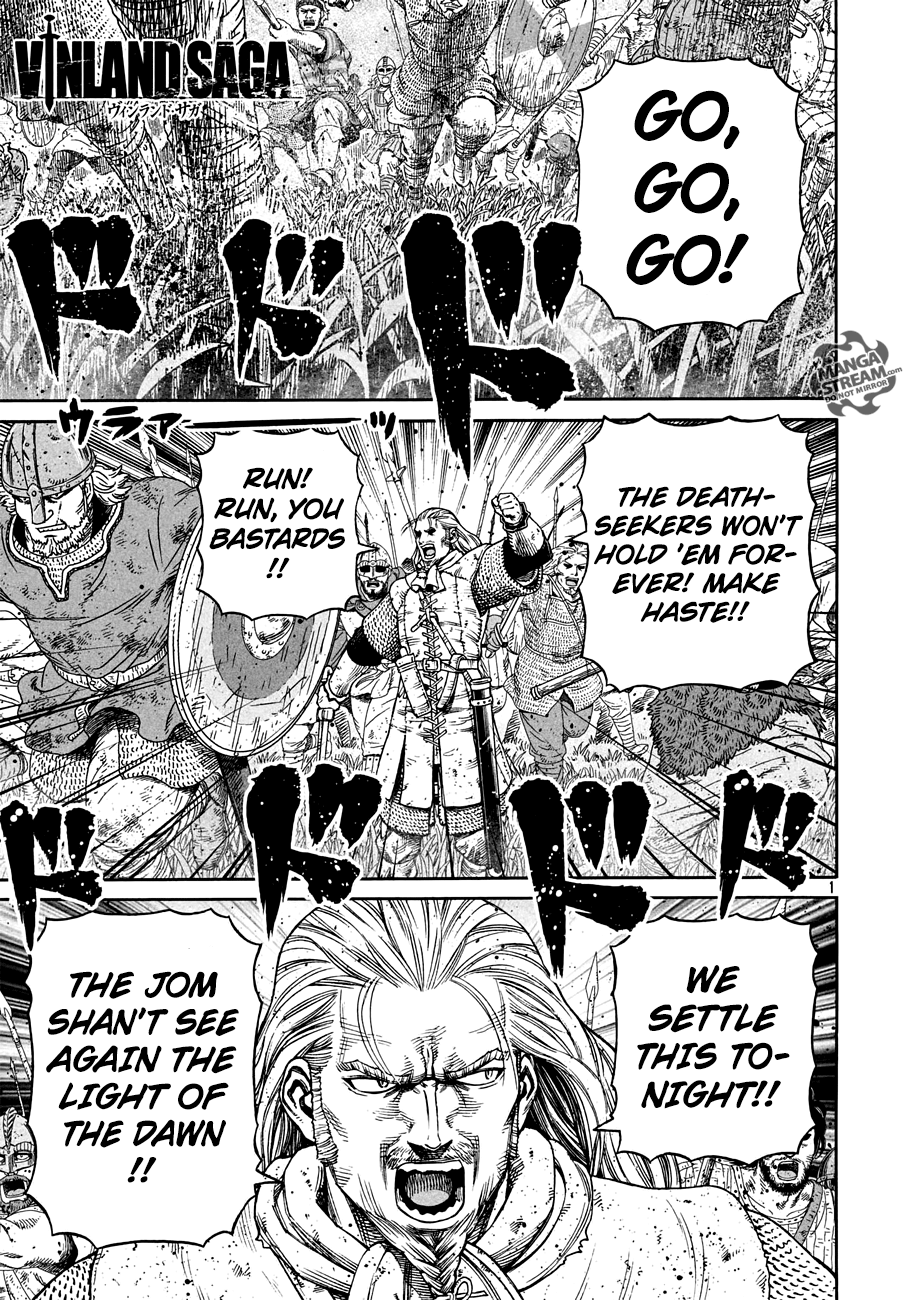 VINLAND SAGA
ヴィンランド・サガ
GO,
GO,
GO!
ドドド
MANGA
STREAM.com
DO NOT MIRROR
ウラァーーッ
THE DEATH-
SEEKERS WON'T
HOLD 'EM FOR-
EVER! MAKE
HASTE!!
RUN!
RUN, YOU
BASTARDS
!!
ドドドド
1
WE
SETTLE
THIS TO-
NIGHT!!
THE JOM
SHAN'T SEE
AGAIN THE
LIGHT OF
THE DAWN
!!